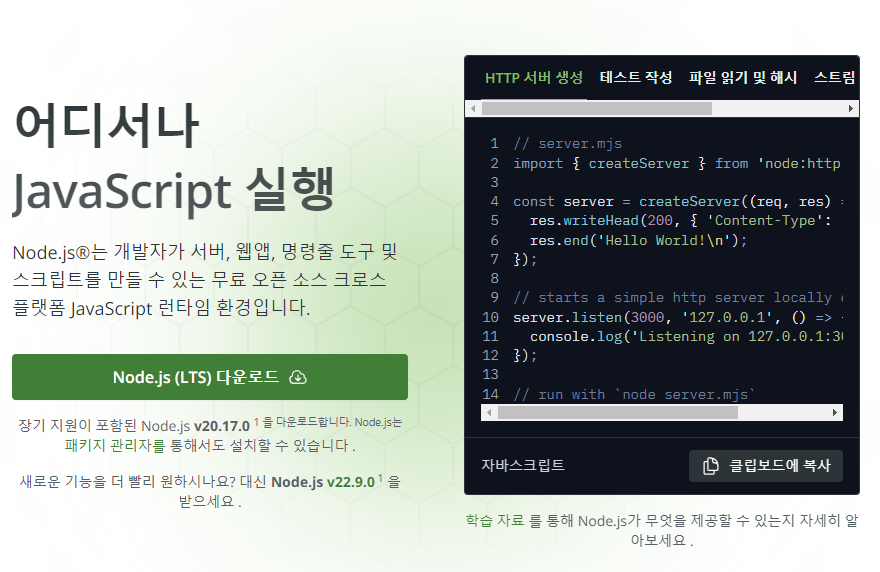 어디서나
JavaScript 실행
Node.js®는 개발자가 서버, 웹앱, 명령줄 도구 및
스크립트를 만들 수 있는 무료 오픈 소스 크로스
플랫폼 JavaScript 런타임 환경입니다.
Node.js (LTS) 다운로드
장기 지원이 포함된 Node.js v20.17.0 1 을 다운로드합니다. Node.js는
패키지 관리자를 통해서도 설치할 수 있습니다 .
새로운 기능을 더 빨리 원하시나요? 대신 Node.js v22.9.0 1 을
받으세요 .
HTTP 서버 생성 테스트 작성 파일 읽기 및 해시 스트림
1 // server.mjs
2 import { createServer } from 'node:http
3
4 const server = createServer((req, res) =
5 res.writeHead(200, { 'Content-Type':
6 res.end('Hello World!\n');
7 });
8
9 // starts a simple http server locally
10 server.listen(3000, '127.0.0.1', () =>
11 console.log('Listening on 127.0.0.1:30
12 });
13
14 // run with `node server.mjs`
자바스크립트
클립보드에 복사
학습 자료 를 통해 Node.js가 무엇을 제공할 수 있는지 자세히 알
아보세요 .